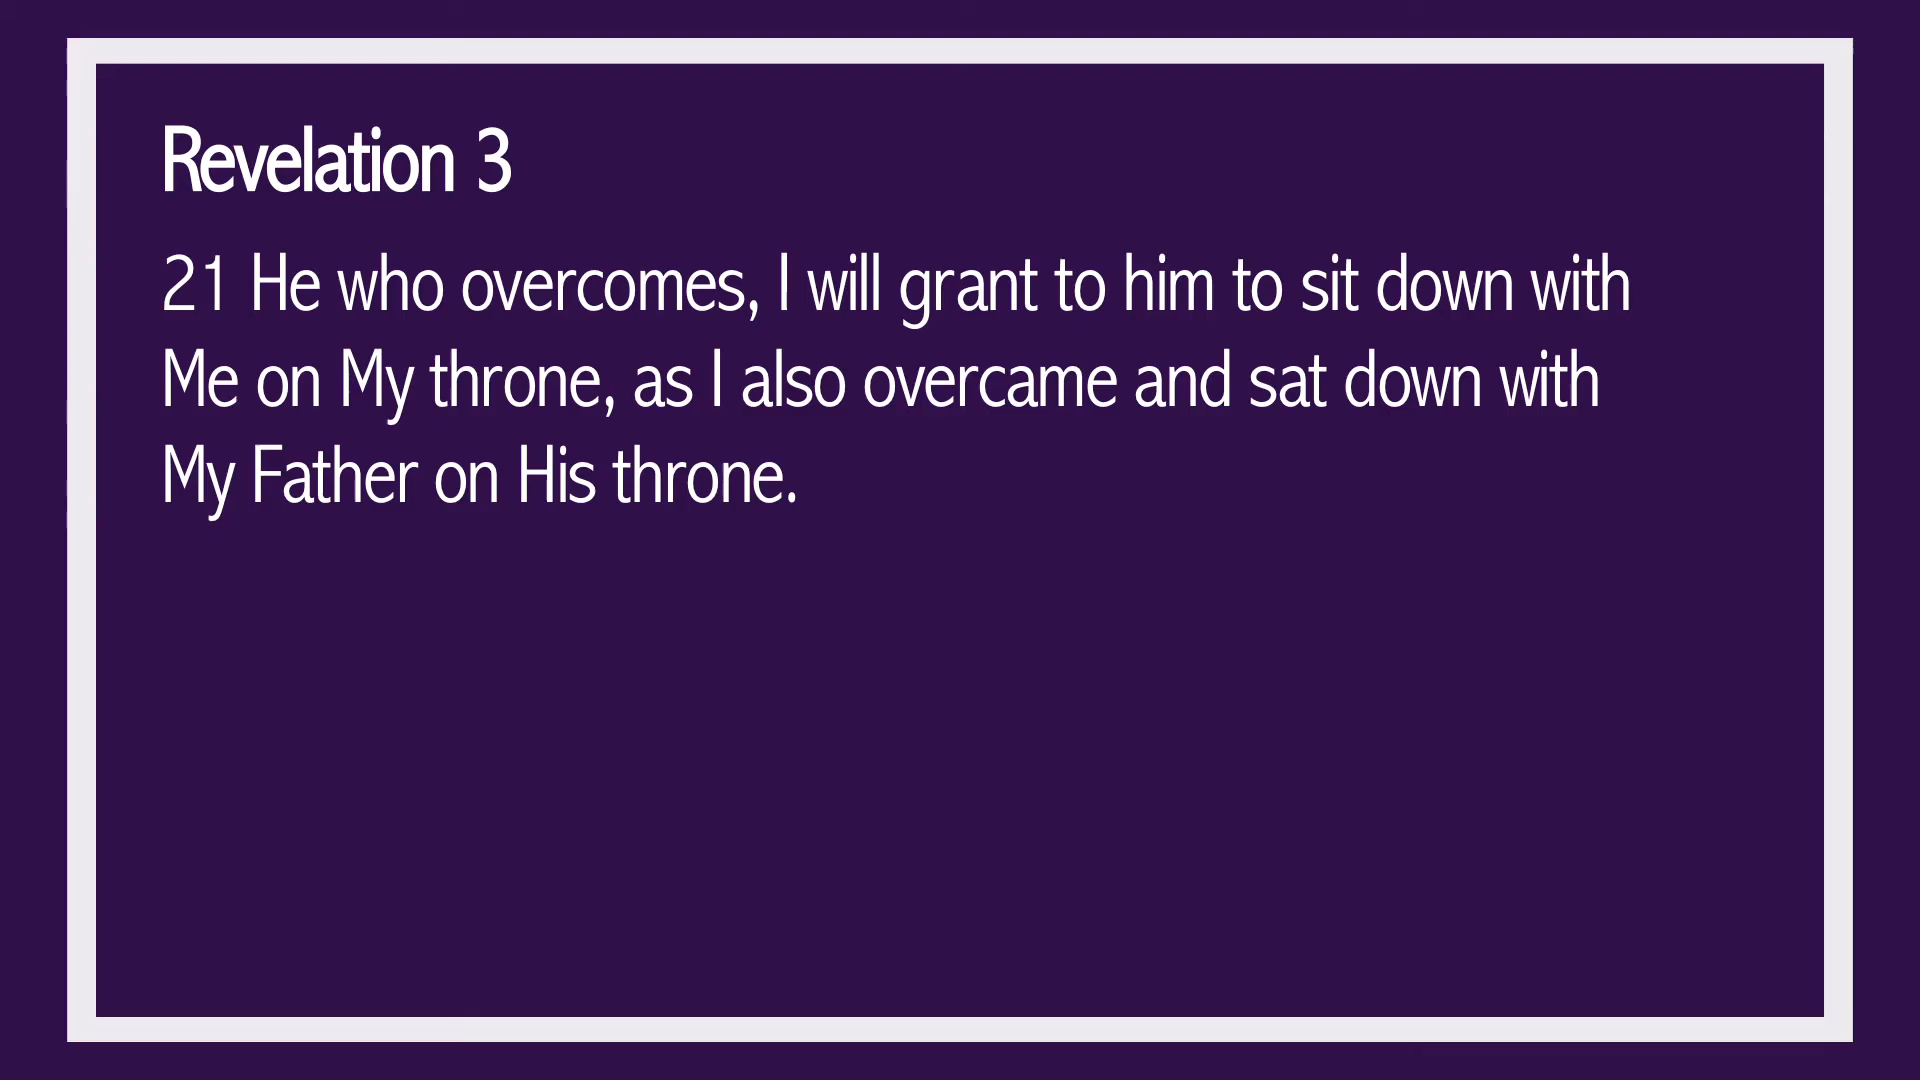 Revelation 3
21 He who overcomes, I will grant to him to sit down with
Me on My throne, as I also overcame and sat down with
My Father on His throne.